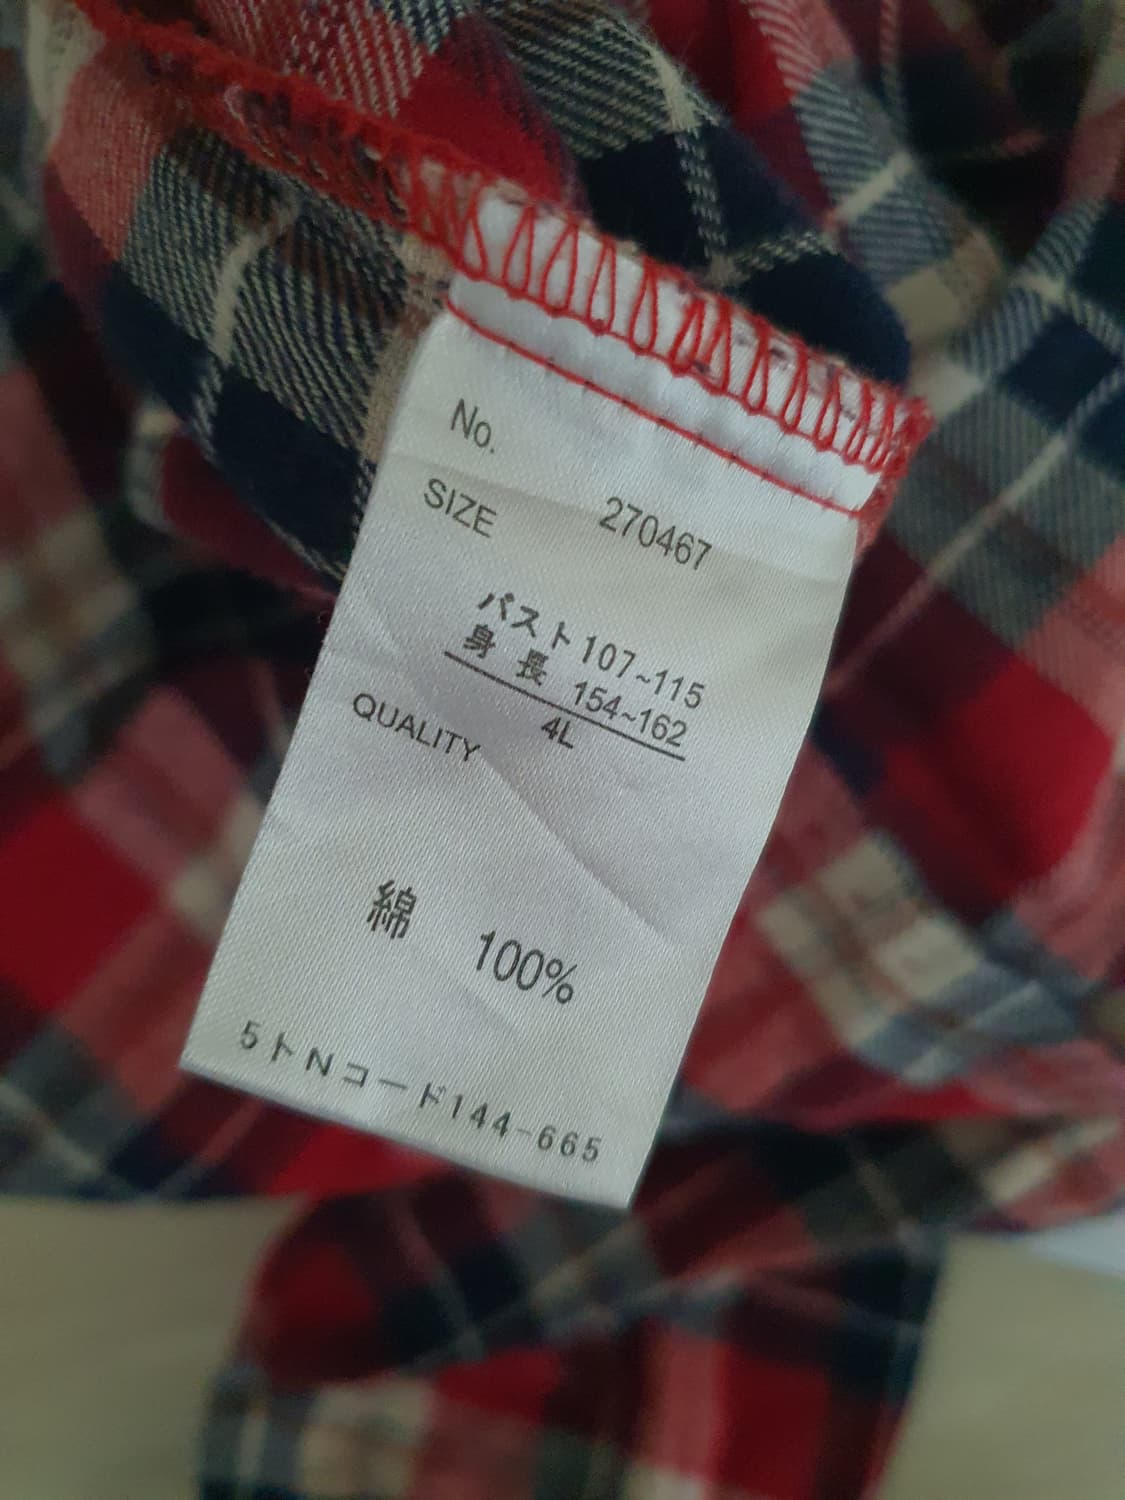 No. 270467
SIZE
バスト107~115
身 長 154~162
4L
QUALITY
綿 100%
5トNコード144-665